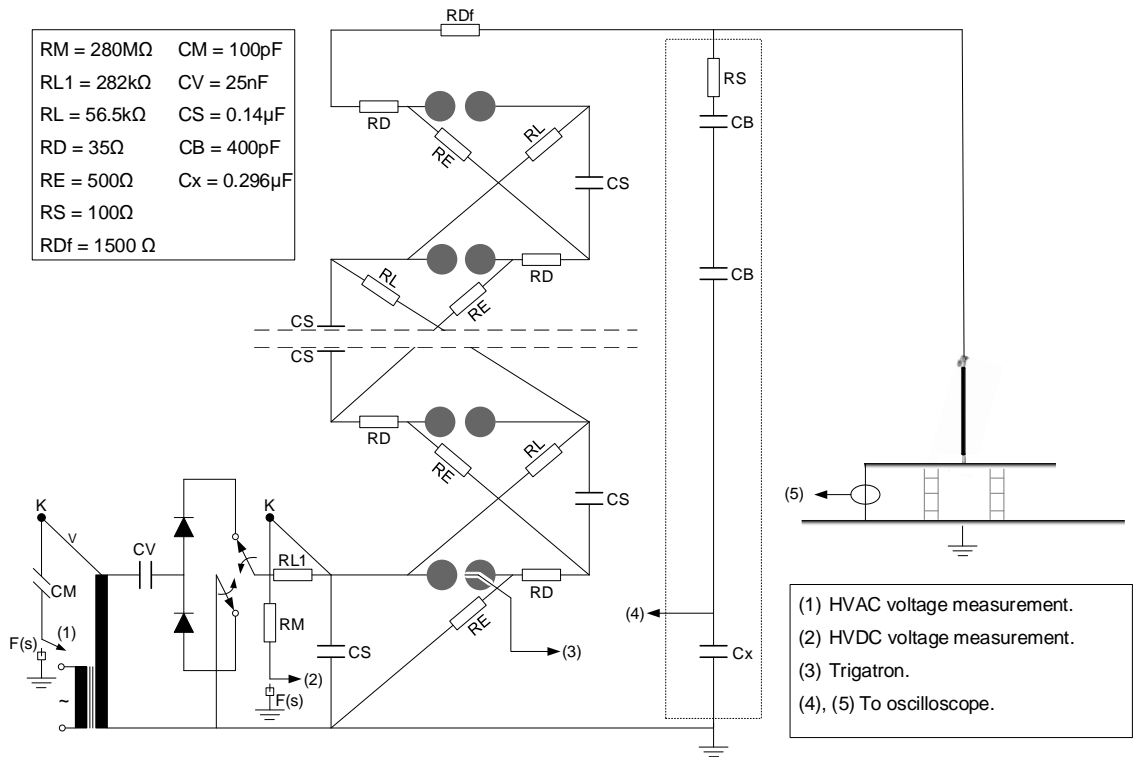 RDf
RM = 280MΩ CM = 100pF
RL1 = 282kΩ CV = 25nF
RL = 56.5kΩ CS = 0.14µF
RD = 35Ω CB = 400pF
RE = 500Ω Cx = 0.296µF
RS = 100Ω
RDf = 1500 Ω
RS
CB
RD
RE
RL
CS
RL
RD
RE
CB
CS
CS
RD
RE
RL
CS
(5)
K
V
CV
K
RL1
RD
CM
(1)
F(s)
~
RM
(2)
F(s)
CS
RE
(3)
(4)
Cx
(1) HVAC voltage measurement.
(2) HVDC voltage measurement.
(3) Trigatron.
(4), (5) To oscilloscope.